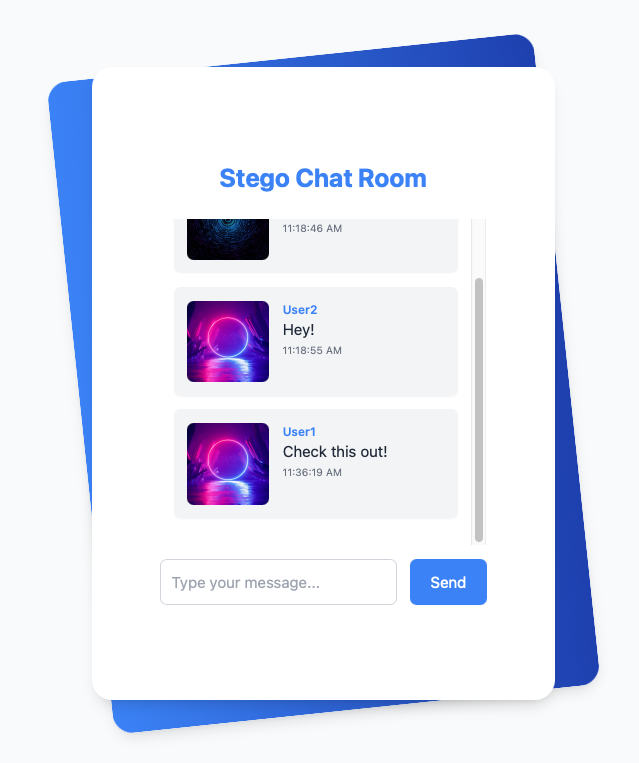 Stego Chat Room
11:18:46 AM
User2
Hey!
11:18:55 AM
User1
Check this out!
11:36:19 AM
Type your message...
Send